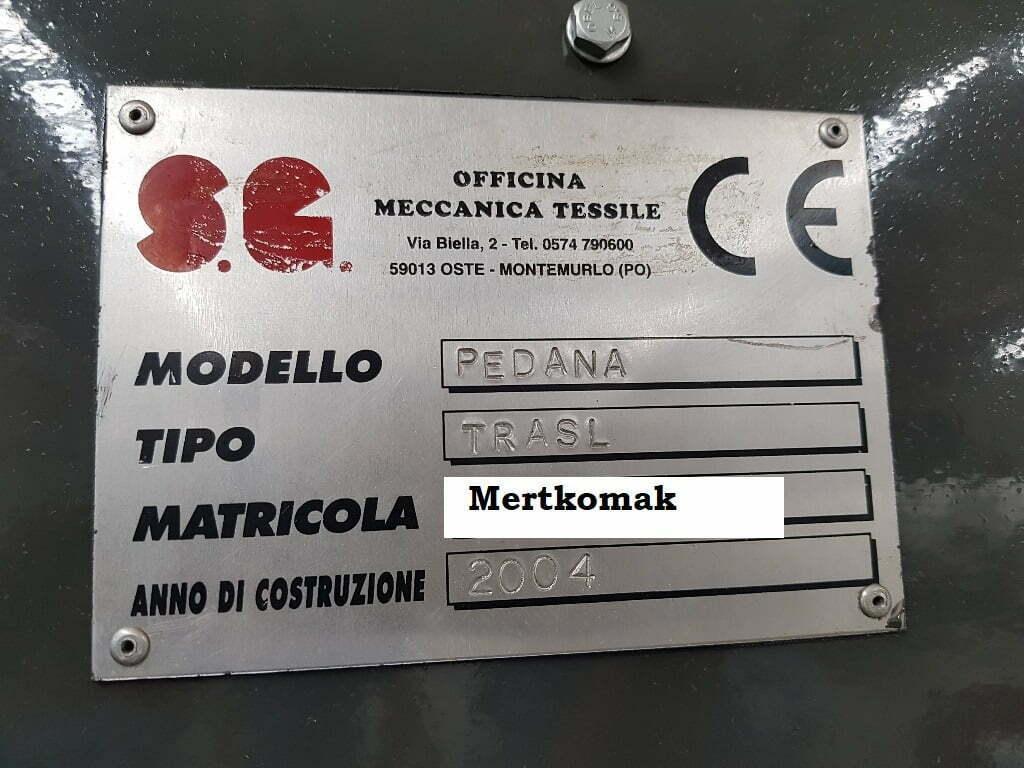 S.G.
OFFICINA
MECCANICA TESSILE
Via Biella, 2 - Tel. 0574 790600
59013 OSTE - MONTEMURLO (PO)
CE
MODELLO PEDANA
TIPO TRASL
MATRICOLA Mertkomak
ANNO DI COSTRUZIONE 2004